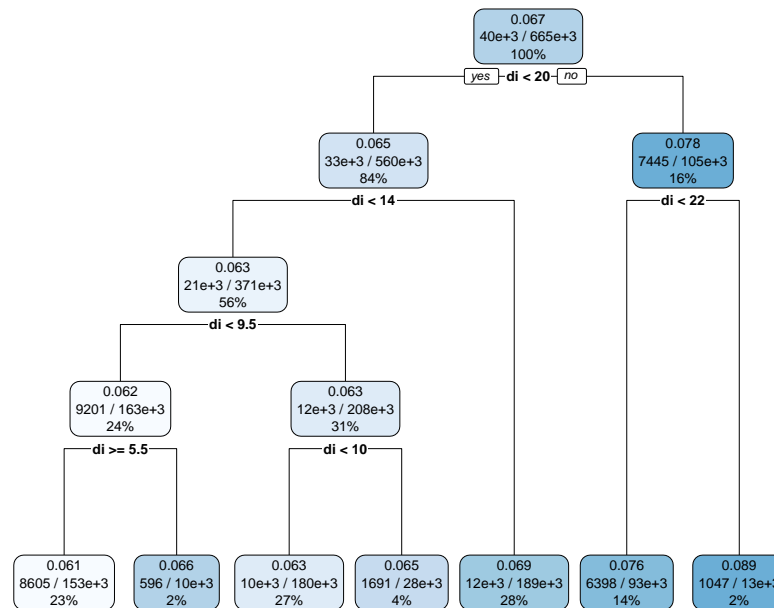 0.067
40e+3 / 665e+3
100%
yes di < 20 no
0.065
33e+3 / 560e+3
84%
0.078
7445 / 105e+3
16%
di < 14
di < 22
0.063
21e+3 / 371e+3
56%
di < 9.5
0.062
9201 / 163e+3
24%
0.063
12e+3 / 208e+3
31%
di >= 5.5
di < 10
0.061
8605 / 153e+3
23%
0.066
596 / 10e+3
2%
0.063
10e+3 / 180e+3
27%
0.065
1691 / 28e+3
4%
0.069
12e+3 / 189e+3
28%
0.076
6398 / 93e+3
14%
0.089
1047 / 13e+3
2%